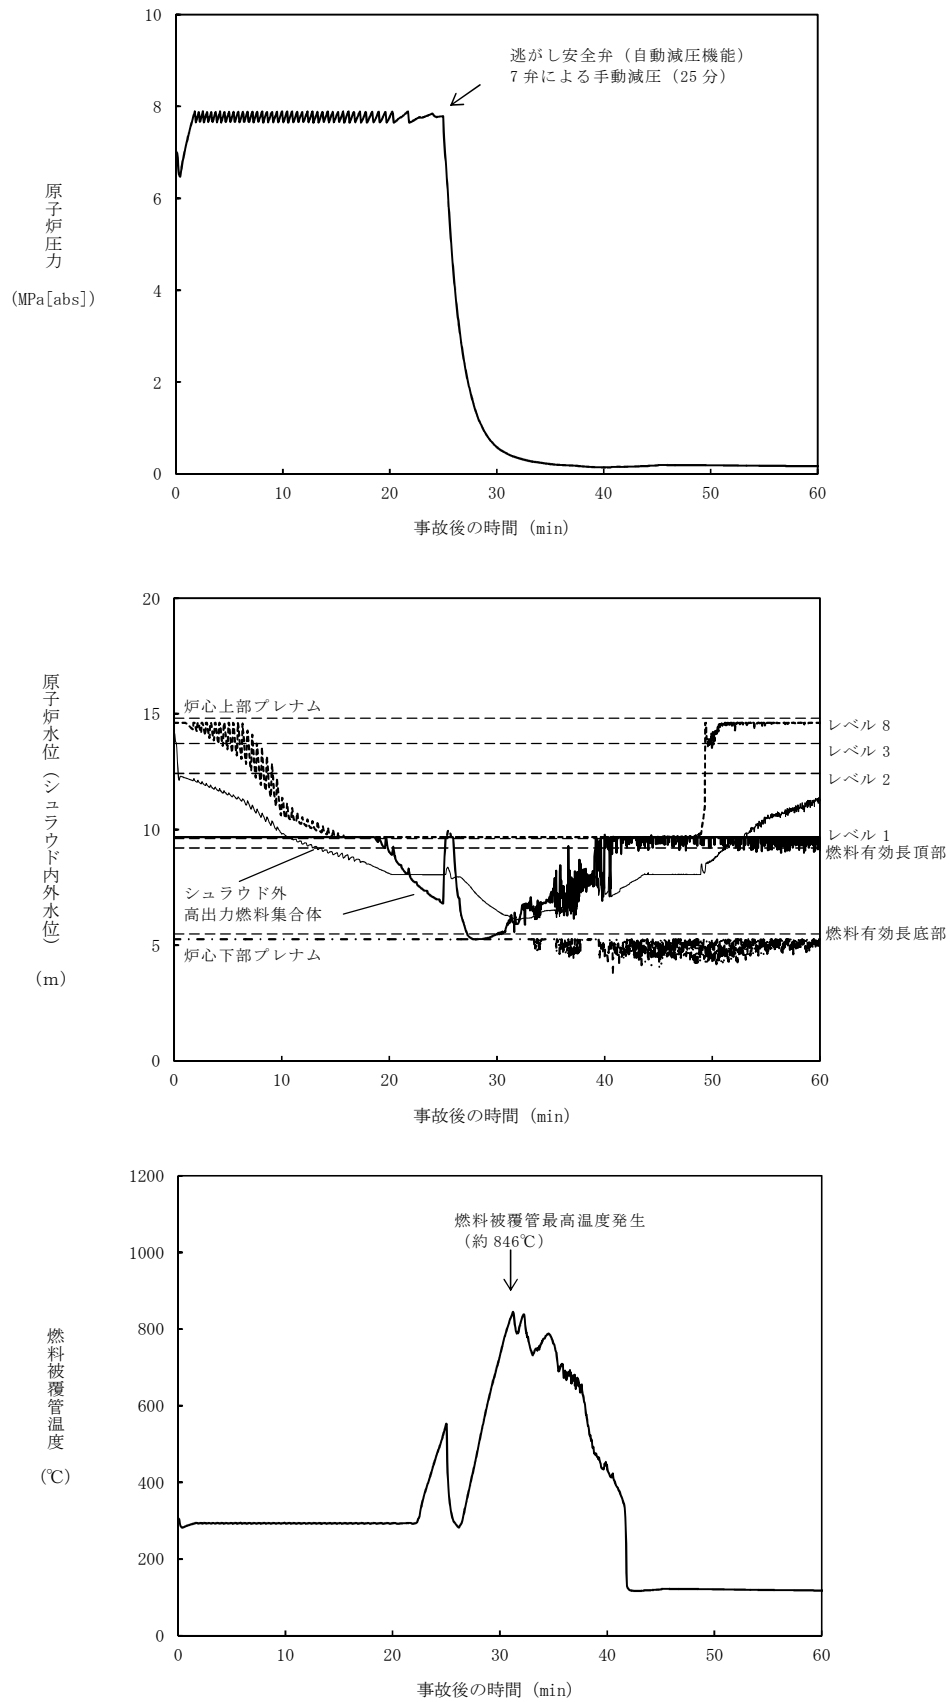 10
8
6
4
2
0
逃がし安全弁（自動減圧機能）
7弁による手動減圧（25分）
原子炉圧力
(MPa[abs])
0 10 20 30 40 50 60
事故後の時間 (min)
20
15
10
5
0
原子炉水位（シュラウド内外水位）
(m)
炉心上部プレナム
シュラウド外
高出力燃料集合体
炉心下部プレナム
レベル8
レベル3
レベル2
レベル1
燃料有効長頂部
燃料有効長底部
0 10 20 30 40 50 60
事故後の時間 (min)
1200
1000
800
600
400
200
0
燃料被覆管最高温度発生
（約846℃）
燃料被覆管温度
(℃)
0 10 20 30 40 50 60
事故後の時間 (min)